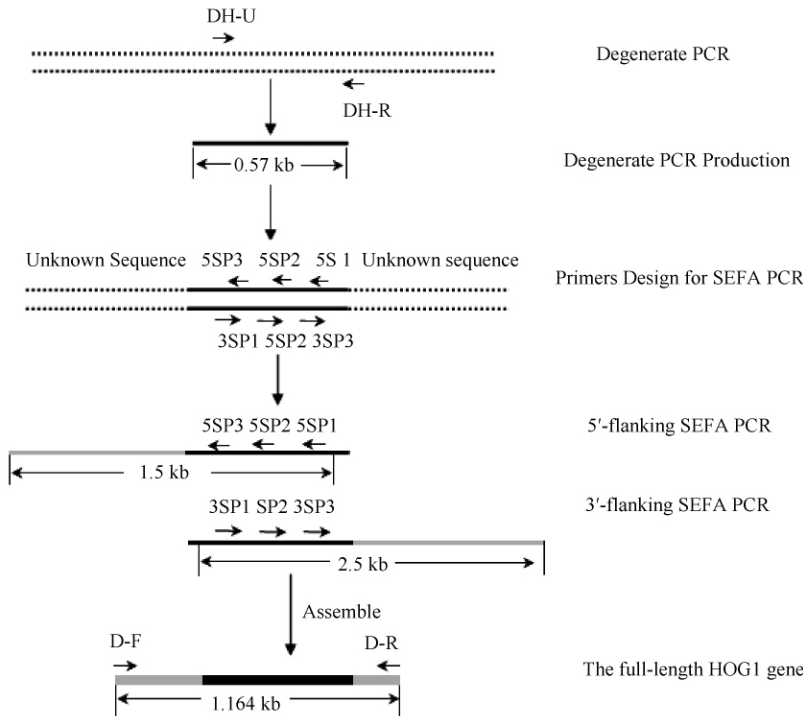 DH-U
Degenerate PCR
DH-R
0.57 kb
Degenerate PCR Production
Unknown Sequence 5SP3 5SP2 5S 1 Unknown sequence
Primers Design for SEFA PCR
3SP1 5SP2 3SP3
5SP3 5SP2 5SP1
5′-flanking SEFA PCR
1.5 kb
3SP1 SP2 3SP3
3′-flanking SEFA PCR
2.5 kb
Assemble
D-F
D-R
The full-length HOG1 gene
1.164 kb